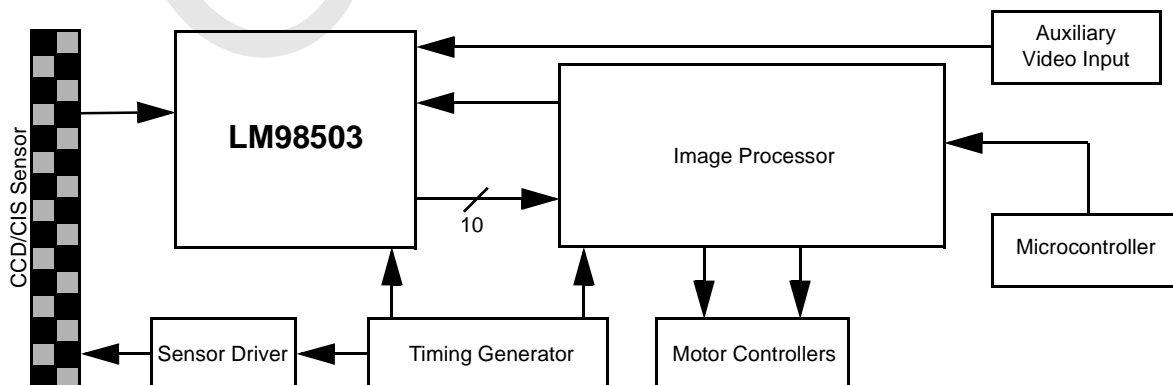 Auxiliary
Video Input
LM98503
Image Processor
CCD/CIS Sensor
10
Microcontroller
Sensor Driver
Timing Generator
Motor Controllers